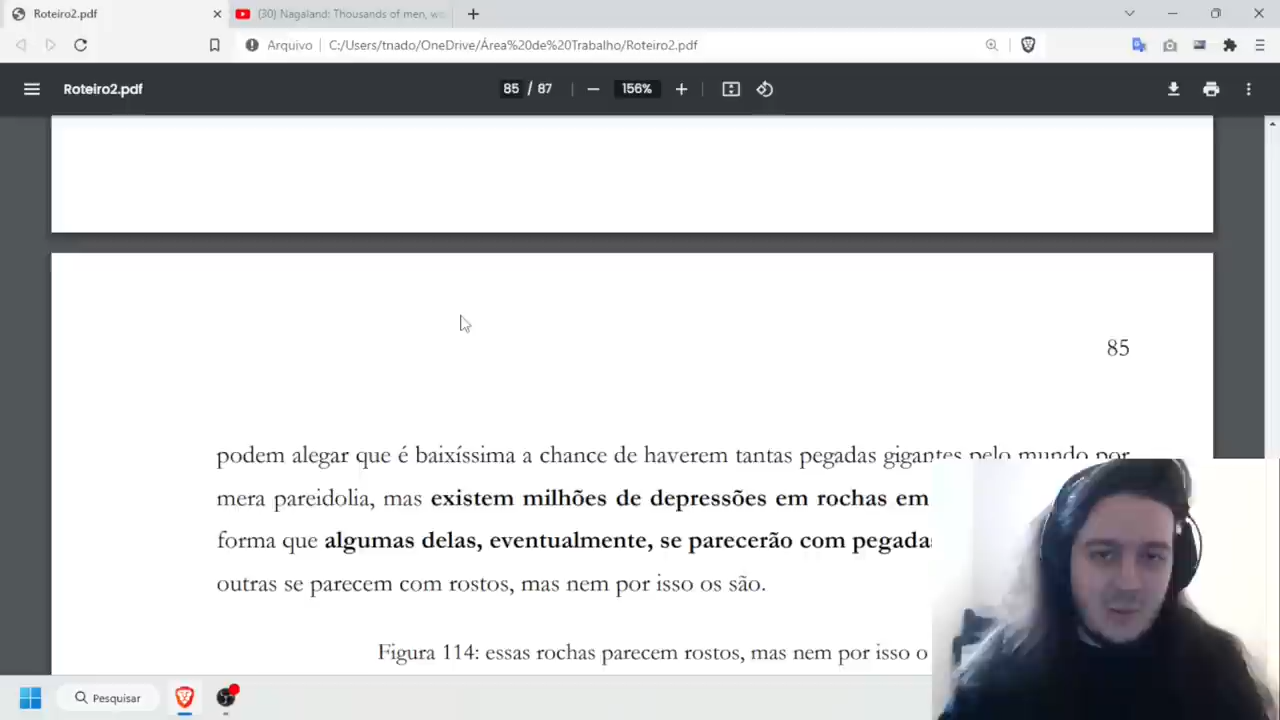 Roteiro2.pdf
(30) Nagaland: Thousands of men, wo
Arquivo
C:/Users/tnado/OneDrive/Área%20de%20Trabalho/Roteiro2.pdf
Roteiro2.pdf
85 / 87
156%
85
podem alegar que é baixíssima a chance de haverem tantas pegadas gigantes pelo mundo por
mera pareidolia, mas existem milhões de depressões em rochas em
forma que algumas delas, eventualmente, se parecerão com pegadas
outras se parecem com rostos, mas nem por isso os são.
Figura 114: essas rochas parecem rostos, mas nem por isso o
Pesquisar